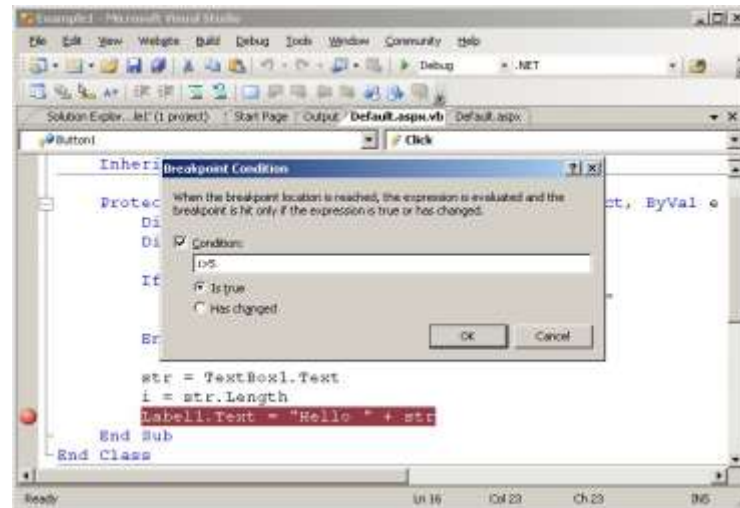 Example1 - Microsoft Visual Studio
File Edit View Website Build Debug Tools Window Community Help
Debug .NET
Solution Explor...let' (1 project) Start Page Output Default.aspx.vb Default.aspx
Button1 Click
Inheri
Breakpoint Condition
When the breakpoint location is reached, the expression is evaluated and the
breakpoint is hit only if the expression is true or has changed.
Protec ct, ByVal e
Di
Di
Condition:
i>5
If
Is true
Has changed
OK Cancel
str = TextBox1.Text
i = str.Length
Label1.Text = "Hello " + str
End Sub
End Class
Ready Ln 16 Col 23 Ch 23 INS